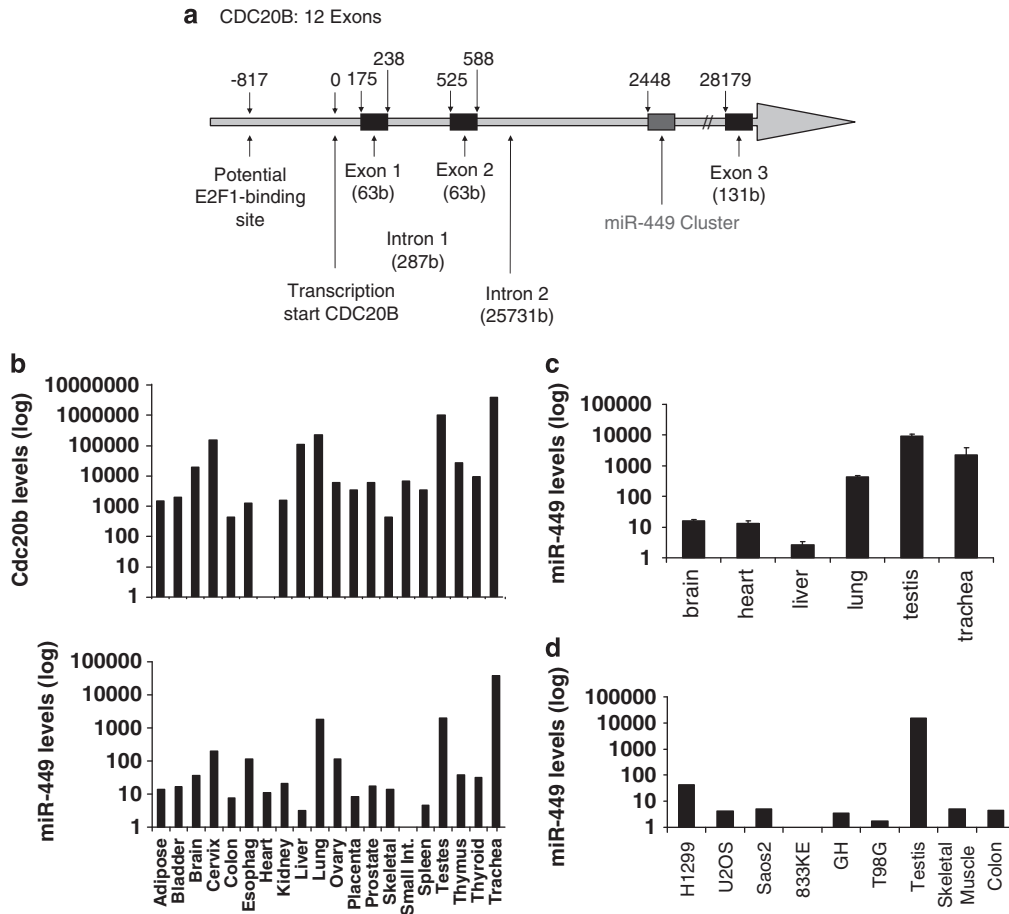 a CDC20B: 12 Exons
-817 0 175 238 525 588 2448 28179
//
Potential
E2F1-binding
site
Exon 1
(63b)
Exon 2
(63b)
Exon 3
(131b)
miR-449 Cluster
Intron 1
(287b)
Transcription
start CDC20B
Intron 2
(25731b)
b
Cdc20b levels (log)
10000000
1000000
100000
10000
1000
100
10
1
miR-449 levels (log)
100000
10000
1000
100
10
1
Adipose
Bladder
Brain
Cervix
Colon
Esophag
Heart
Kidney
Liver
Lung
Ovary
Placenta
Prostate
Skeletal
Small Int.
Spleen
Testes
Thymus
Thyroid
Trachea
c
miR-449 levels (log)
100000
10000
1000
100
10
1
brain
heart
liver
lung
testis
trachea
d
miR-449 levels (log)
100000
10000
1000
100
10
1
H1299
U2OS
Saos2
833KE
GH
T98G
Testis
Skeletal
Muscle
Colon